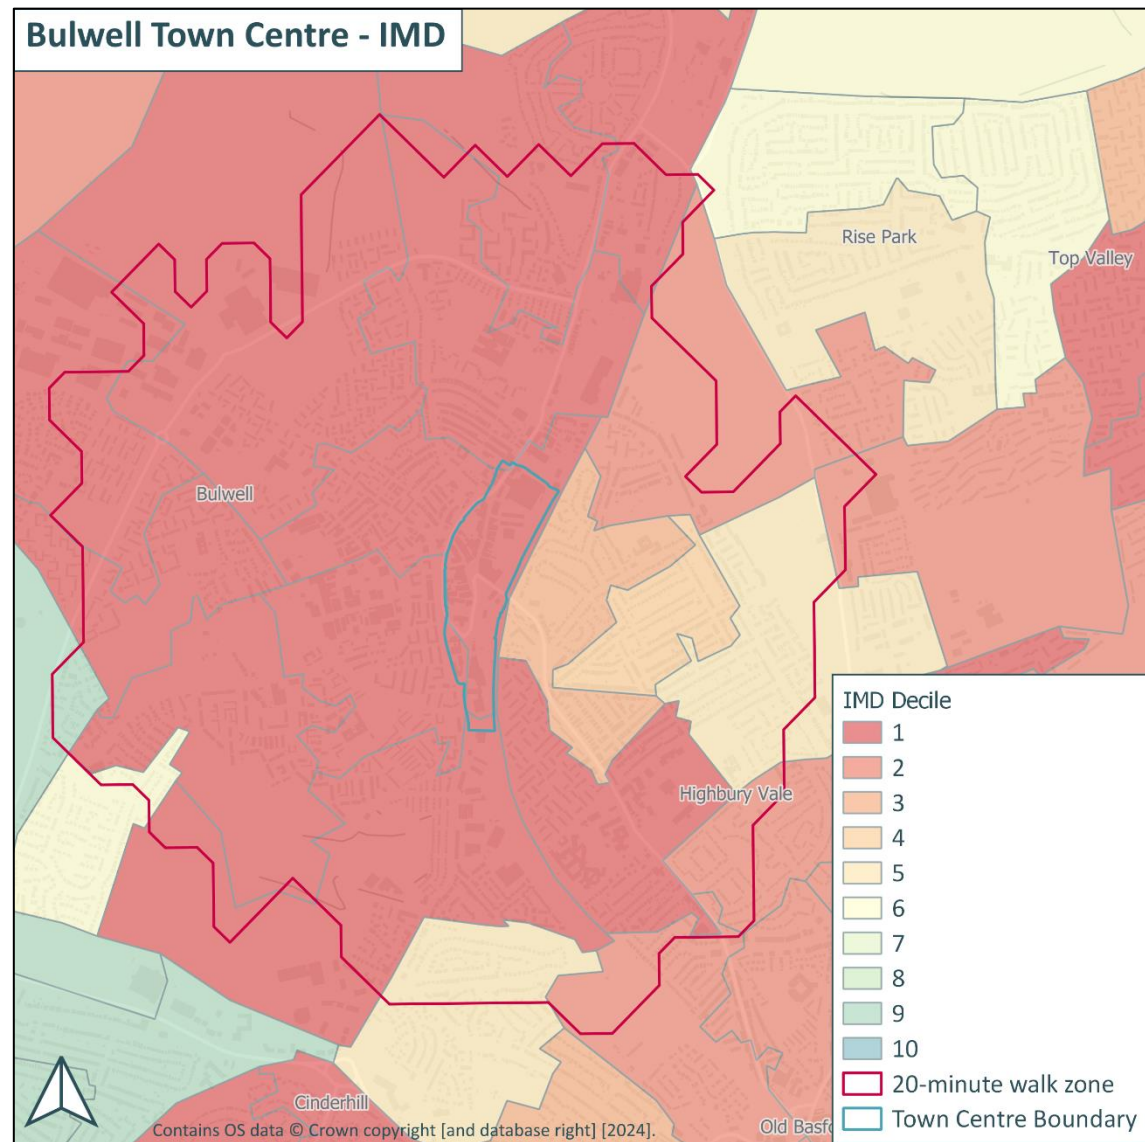 Bulwell Town Centre - IMD
Rise Park
Top Valley
Bulwell
Highbury Vale
IMD Decile
1
2
3
4
5
6
7
8
9
10
20-minute walk zone
Town Centre Boundary
Cinderhill
Old Basfo
Contains OS data © Crown copyright [and database right] [2024].